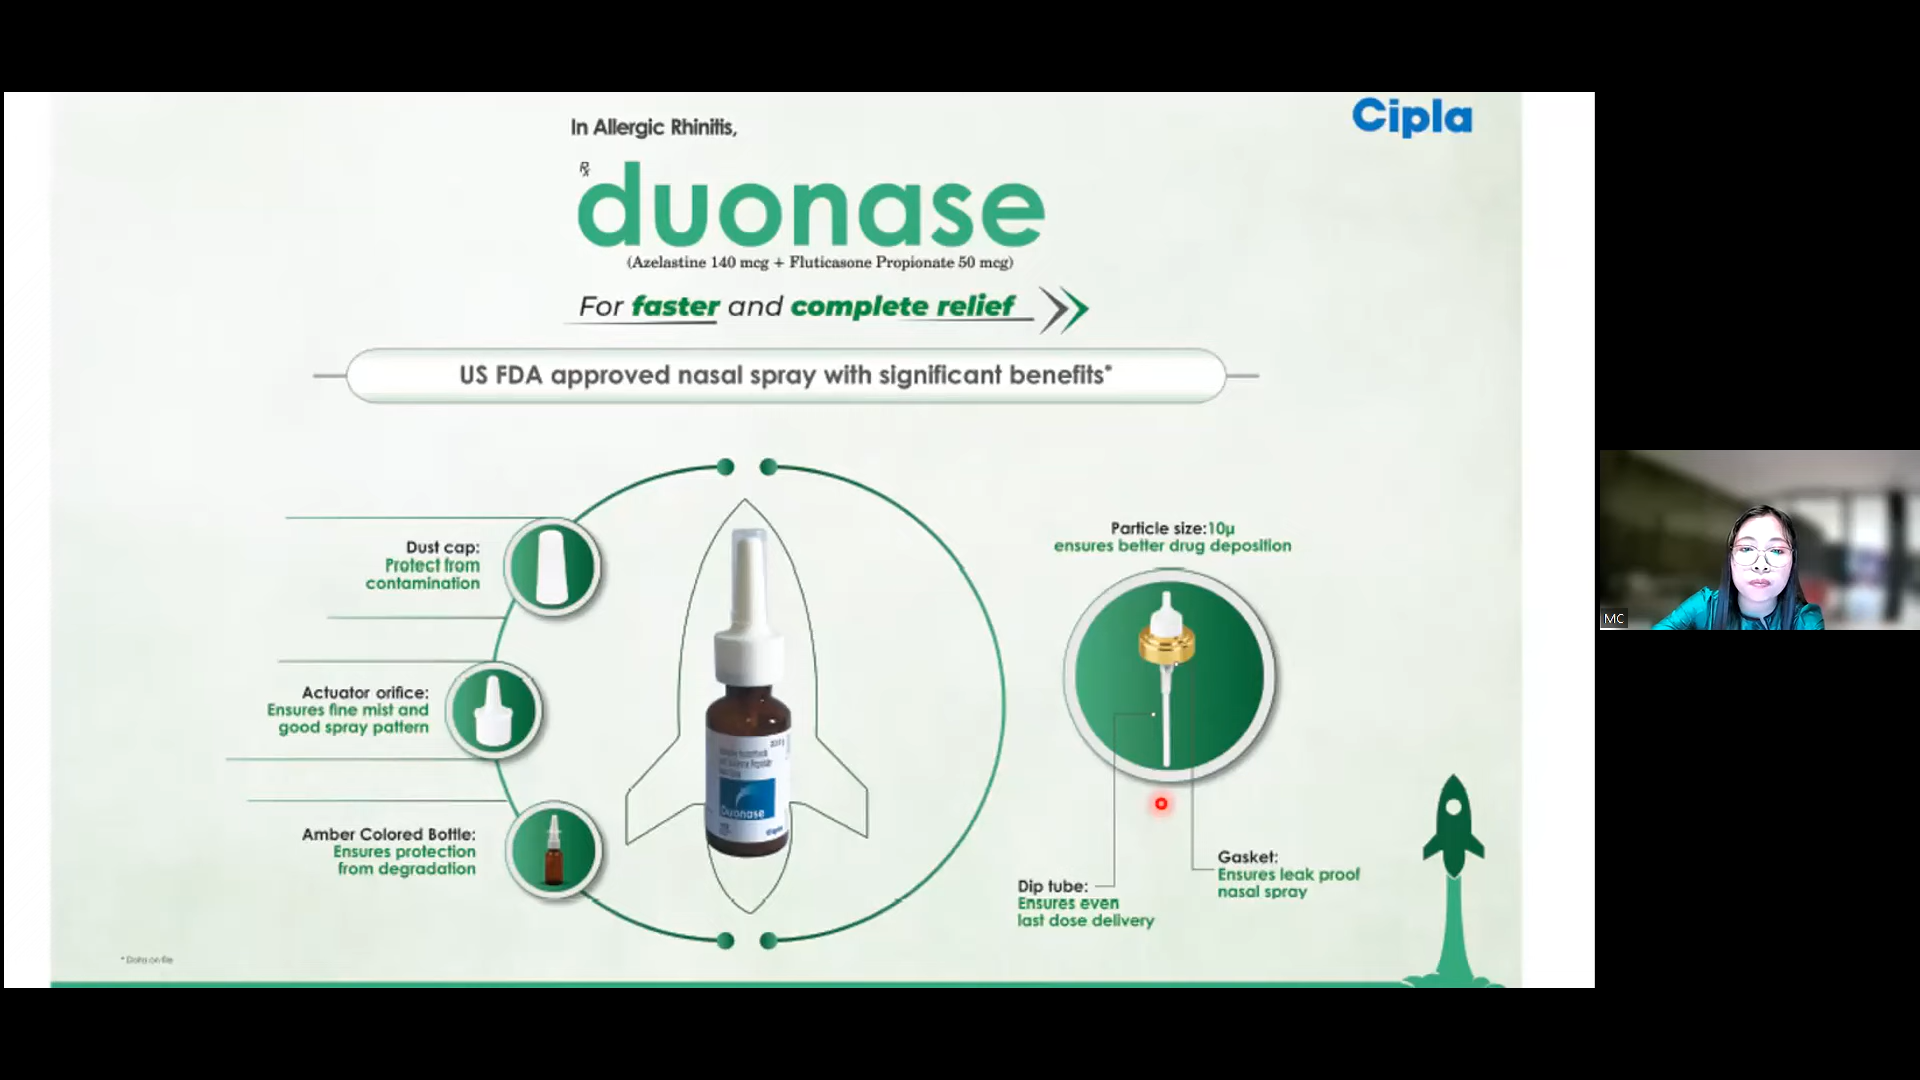 Cipla
In Allergic Rhinitis,
Rx
duonase
(Azelastine 140 mcg + Fluticasone Propionate 50 mcg)
For faster and complete relief
US FDA approved nasal spray with significant benefits*
Dust cap:
Protect from
contamination
Actuator orifice:
Ensures fine mist and
good spray pattern
Amber Colored Bottle:
Ensures protection
from degradation
Duonase
Particle size:10µ
ensures better drug deposition
Dip tube:
Ensures even
last dose delivery
Gasket:
Ensures leak proof
nasal spray
* Data on file
MC